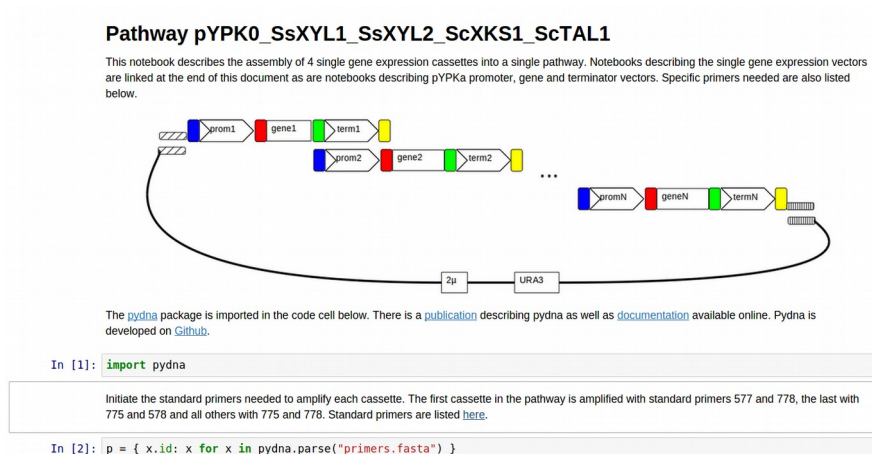 Pathway pYPK0_SsXYL1_SsXYL2_ScXKS1_ScTAL1
This notebook describes the assembly of 4 single gene expression cassettes into a single pathway. Notebooks describing the single gene expression vectors
are linked at the end of this document as are notebooks describing pYPKa promoter, gene and terminator vectors. Specific primers needed are also listed
below.
prom1 gene1 term1
prom2 gene2 term2
...
promN geneN termN
2µ URA3
The pydna package is imported in the code cell below. There is a publication describing pydna as well as documentation available online. Pydna is
developed on Github.
In [1]: import pydna
Initiate the standard primers needed to amplify each cassette. The first cassette in the pathway is amplified with standard primers 577 and 778, the last with
775 and 578 and all others with 775 and 778. Standard primers are listed here.
In [2]: p = { x.id: x for x in pydna.parse("primers.fasta") }